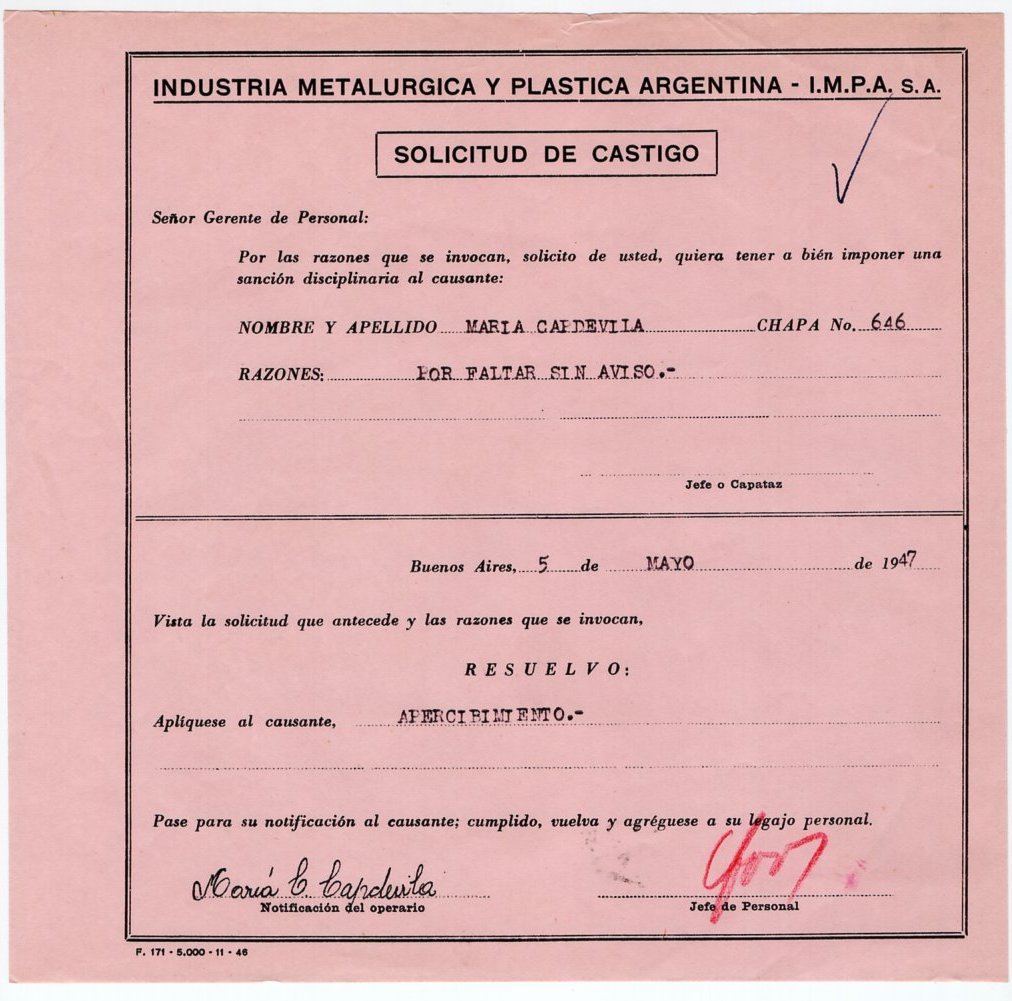 INDUSTRIA METALURGICA Y PLASTICA ARGENTINA - I.M.P.A. S. A.
SOLICITUD DE CASTIGO
Señor Gerente de Personal:
Por las razones que se invocan, solicito de usted, quiera tener a bién imponer una
sanción disciplinaria al causante:
NOMBRE Y APELLIDO MARIA CAPDEVILA CHAPA No. 646
RAZONES: POR FALTAR SIN AVISO.-
Jefe o Capataz
Buenos Aires, 5 de MAYO de 1947
Vista la solicitud que antecede y las razones que se invocan,
RESUELVO:
Aplíquese al causante, APERCIBIMIENTO.-
Pase para su notificación al causante; cumplido, vuelva y agréguese a su legajo personal.
María C. Capdevila
Notificación del operario
Jefe de Personal
F. 171 - 5.000 - 11 - 46